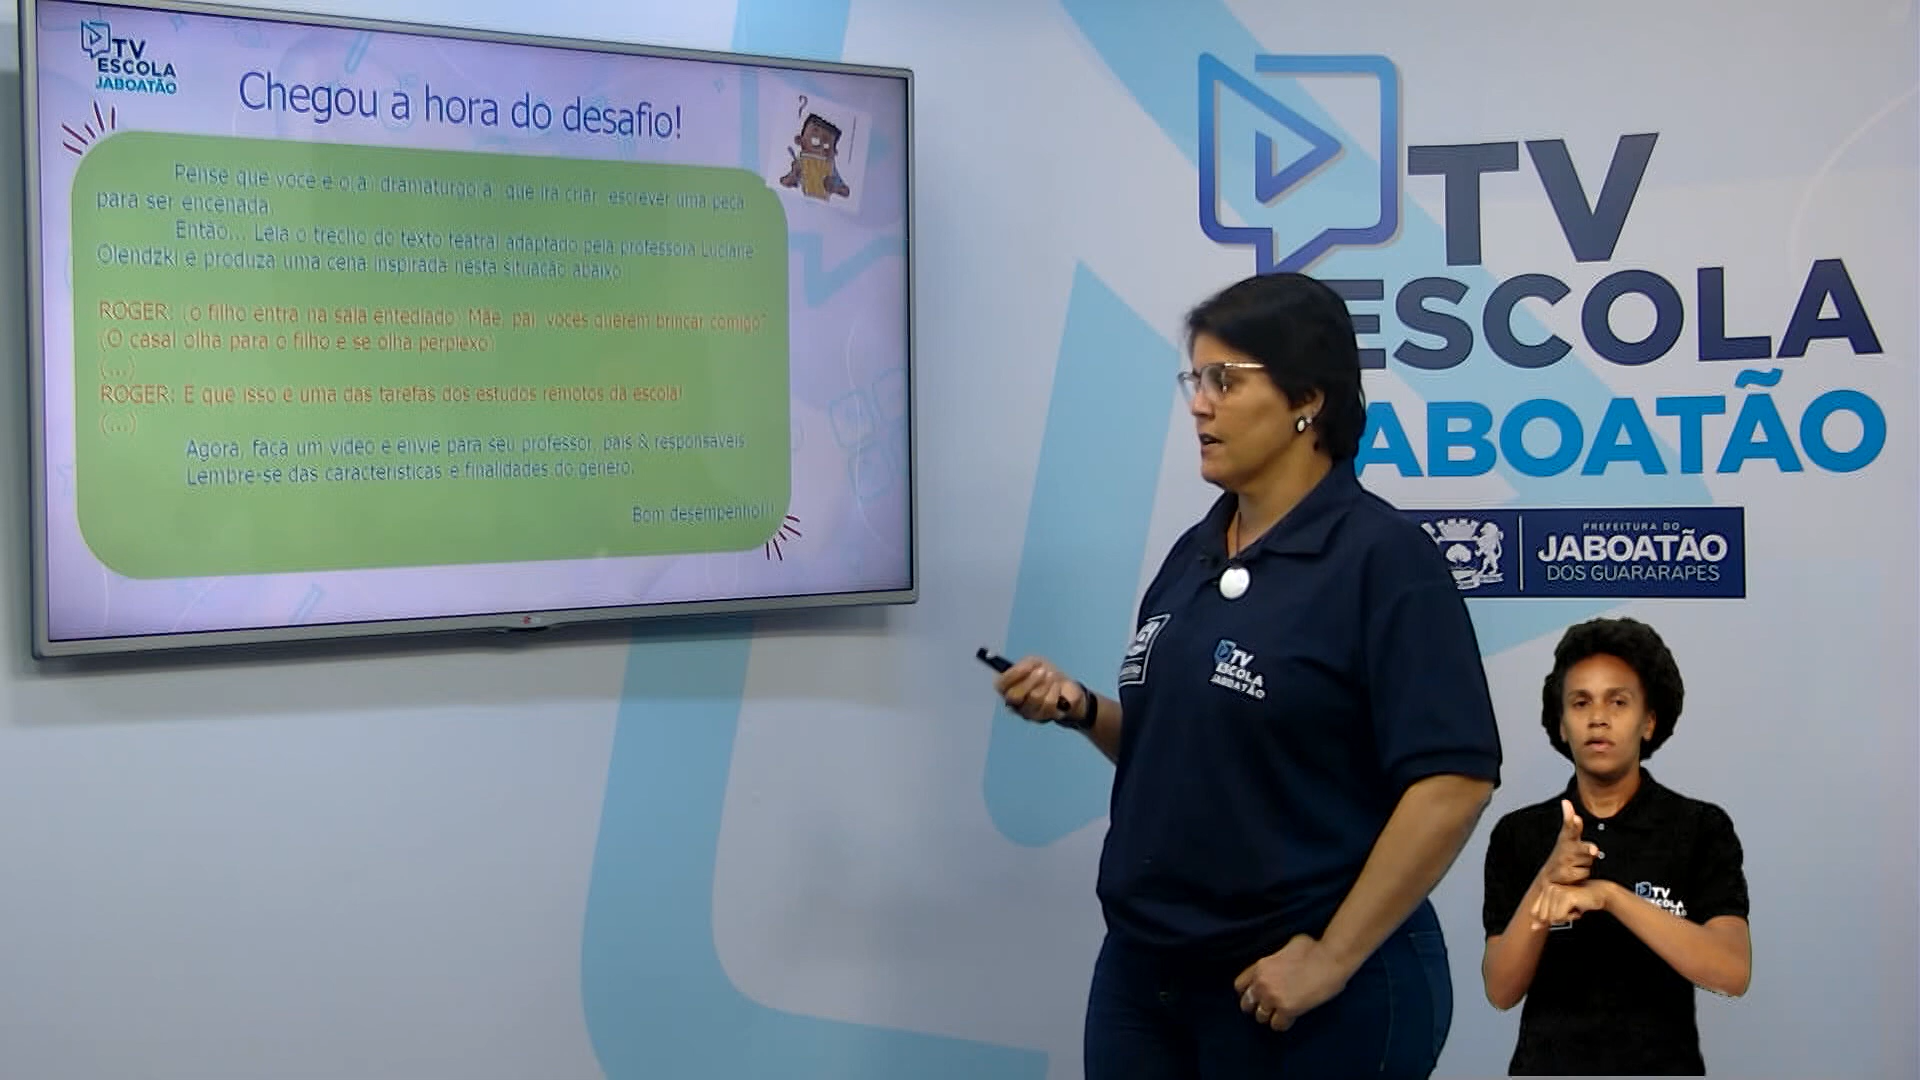 TV
ESCOLA
JABOATÃO
Chegou a hora do desafio!
Pense que você é o(a) dramaturgo(a) que irá criar, escrever uma peça
para ser encenada.
Então... Leia o trecho do texto teatral adaptado pela professora Luciane
Olendzki e produza uma cena inspirada nesta situação abaixo
ROGER: (o filho entra na sala entediado) Mãe, pai, vocês querem brincar comigo?
(O casal olha para o filho e se olha perplexo)
(...)
ROGER: É que isso é uma das tarefas dos estudos remotos da escola!
(...)
Agora, faça um vídeo e envie para seu professor, pais & responsáveis
Lembre-se das características e finalidades do gênero.
Bom desempenho!!!
TV
ESCOLA
ABOATÃO
PREFEITURA DO
JABOATÃO
DOS GUARARAPES
TV
ESCOLA
JABOATÃO
TV
ESCOLA